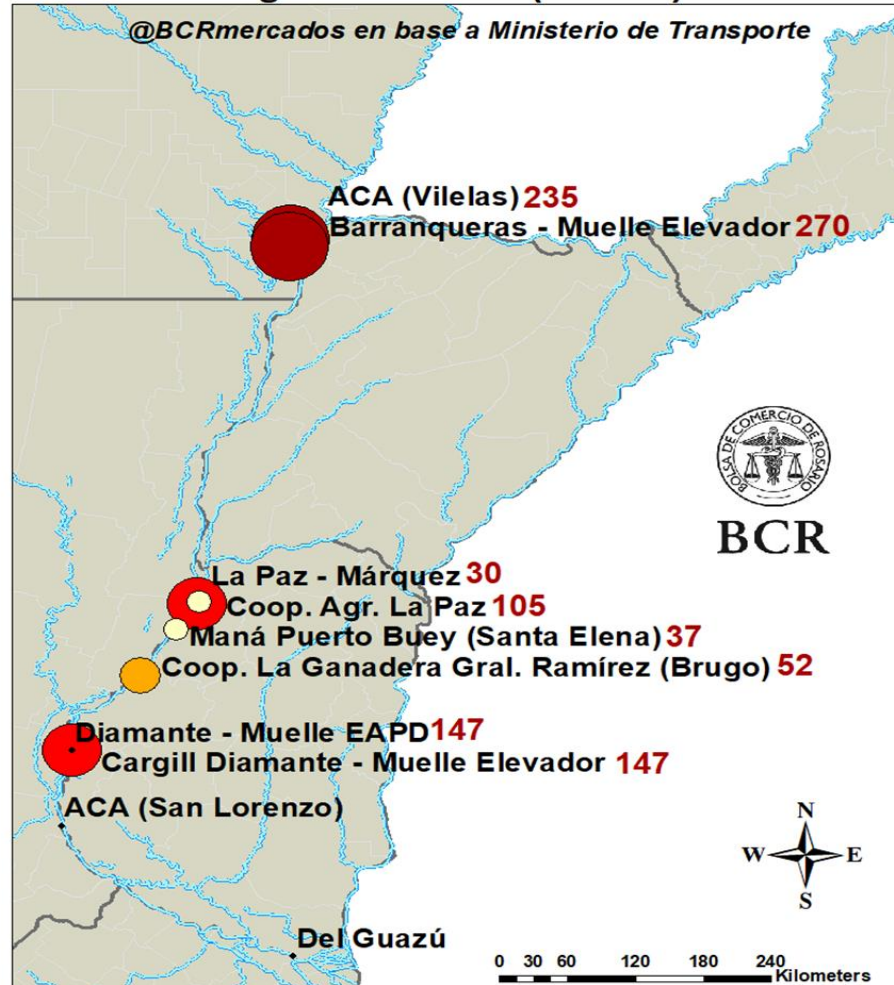 @BCRmercados en base a Ministerio de Transporte
ACA (Vilelas) 235
Barranqueras - Muelle Elevador 270
BOLSA DE COMERCIO DE ROSARIO
BCR
La Paz - Márquez 30
Coop. Agr. La Paz 105
Maná Puerto Buey (Santa Elena) 37
Coop. La Ganadera Gral. Ramírez (Brugo) 52
Diamante - Muelle EAPD 147
Cargill Diamante - Muelle Elevador 147
ACA (San Lorenzo)
N
W E
S
Del Guazú
0 30 60 120 180 240
Kilometers